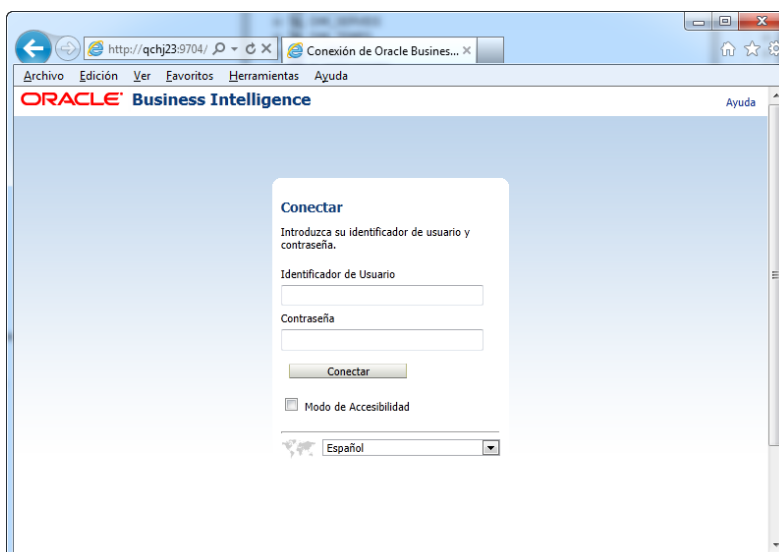 http://qchj23:9704/
Conexión de Oracle Busines...
Archivo Edición Ver Favoritos Herramientas Ayuda
ORACLE Business Intelligence
Ayuda
Conectar
Introduzca su identificador de usuario y
contraseña.
Identificador de Usuario
Contraseña
Conectar
Modo de Accesibilidad
Español